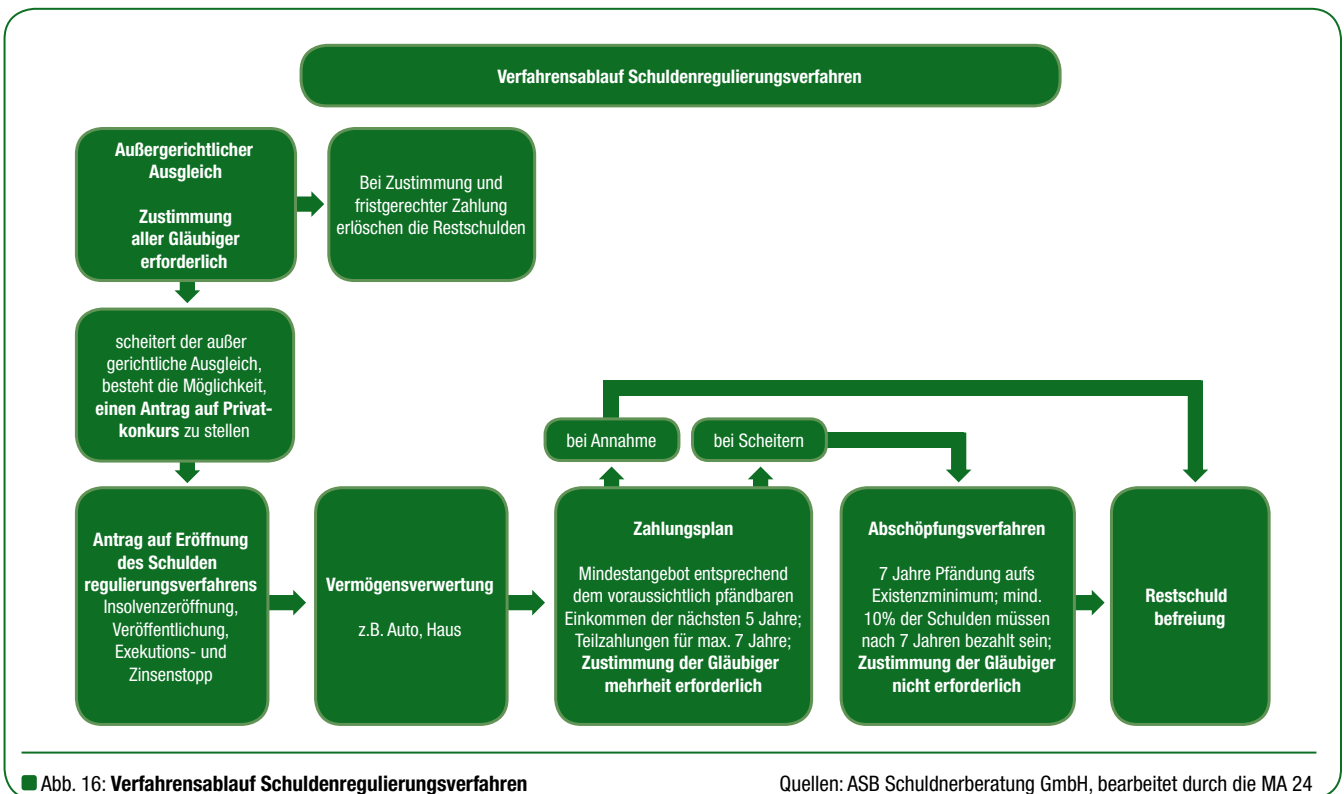 Verfahrensablauf Schuldenregulierungsverfahren
Außergerichtlicher
Ausgleich
Zustimmung
aller Gläubiger
erforderlich
Bei Zustimmung und
fristgerechter Zahlung
erlöschen die Restschulden
scheitert der außer
gerichtliche Ausgleich,
besteht die Möglichkeit,
einen Antrag auf Privat-
konkurs zu stellen
bei Annahme
bei Scheitern
Antrag auf Eröffnung
des Schulden
regulierungsverfahrens
Insolvenzeröffnung,
Veröffentlichung,
Exekutions- und
Zinsenstopp
Vermögensverwertung
z.B. Auto, Haus
Zahlungsplan
Mindestangebot entsprechend
dem voraussichtlich pfändbaren
Einkommen der nächsten 5 Jahre;
Teilzahlungen für max. 7 Jahre;
Zustimmung der Gläubiger
mehrheit erforderlich
Abschöpfungsverfahren
7 Jahre Pfändung aufs
Existenzminimum; mind.
10% der Schulden müssen
nach 7 Jahren bezahlt sein;
Zustimmung der Gläubiger
nicht erforderlich
Restschuld
befreiung
Abb. 16: Verfahrensablauf Schuldenregulierungsverfahren
Quellen: ASB Schuldnerberatung GmbH, bearbeitet durch die MA 24